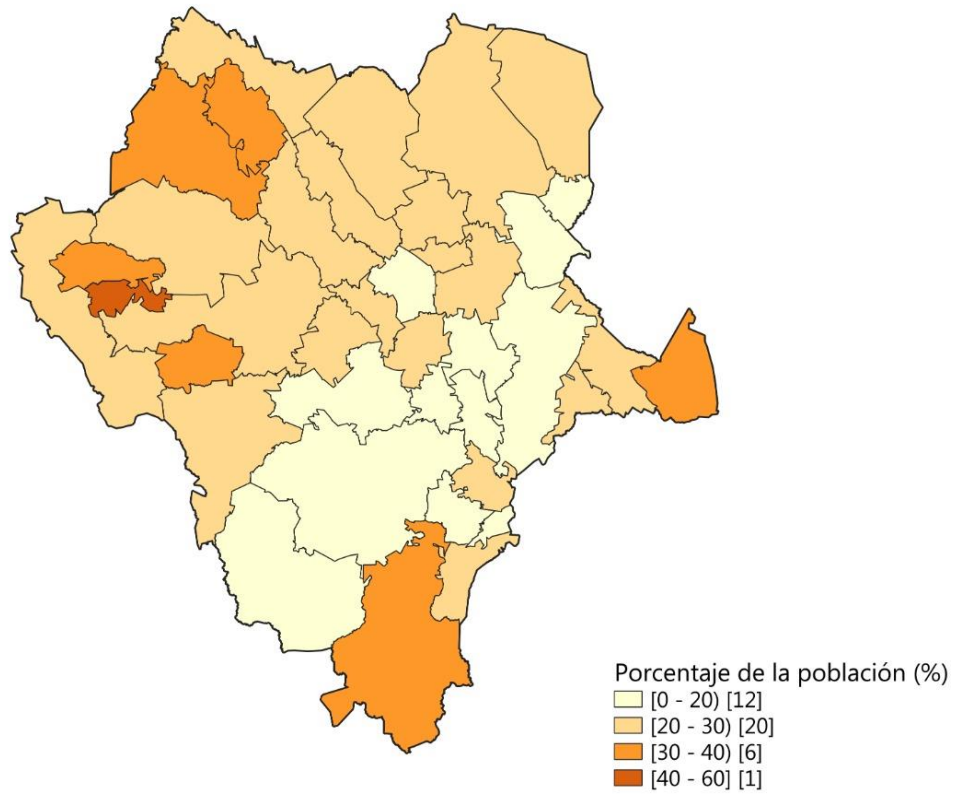 Porcentaje de la población (%)
[0 - 20) [12]
[20 - 30) [20]
[30 - 40) [6]
[40 - 60] [1]